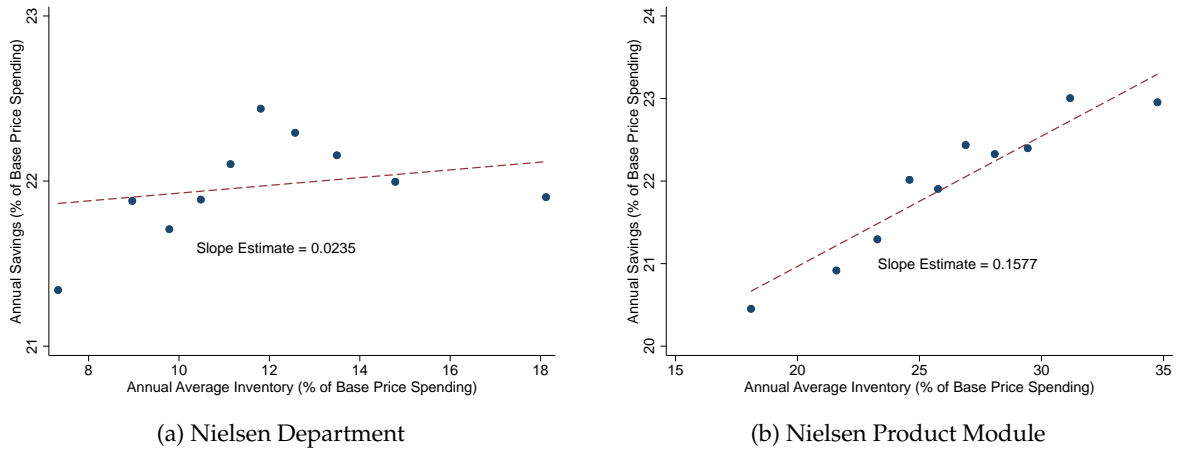 Annual Savings (% of Base Price Spending)
23
22
21
8 10 12 14 16 18
Slope Estimate = 0.0235
Annual Average Inventory (% of Base Price Spending)
(a) Nielsen Department
Annual Savings (% of Base Price Spending)
24
23
22
21
20
15 20 25 30 35
Slope Estimate = 0.1577
Annual Average Inventory (% of Base Price Spending)
(b) Nielsen Product Module